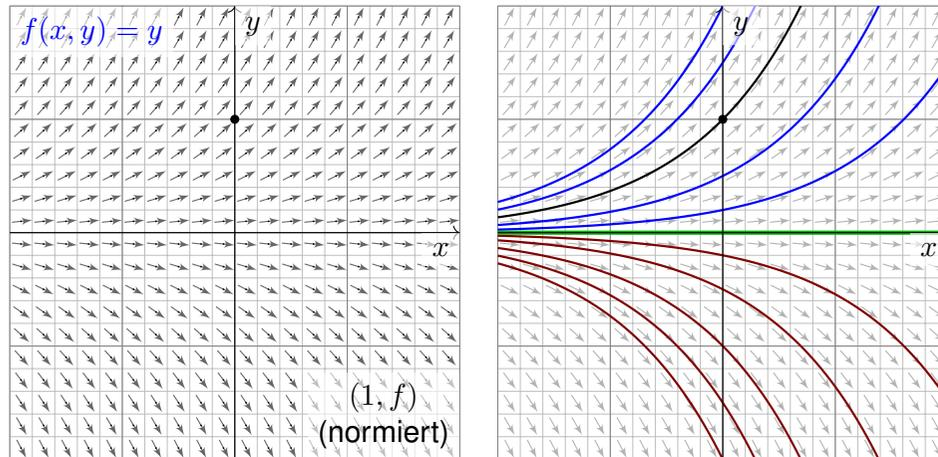 f(x, y) = y
y
x
(1, f)
(normiert)
y
x